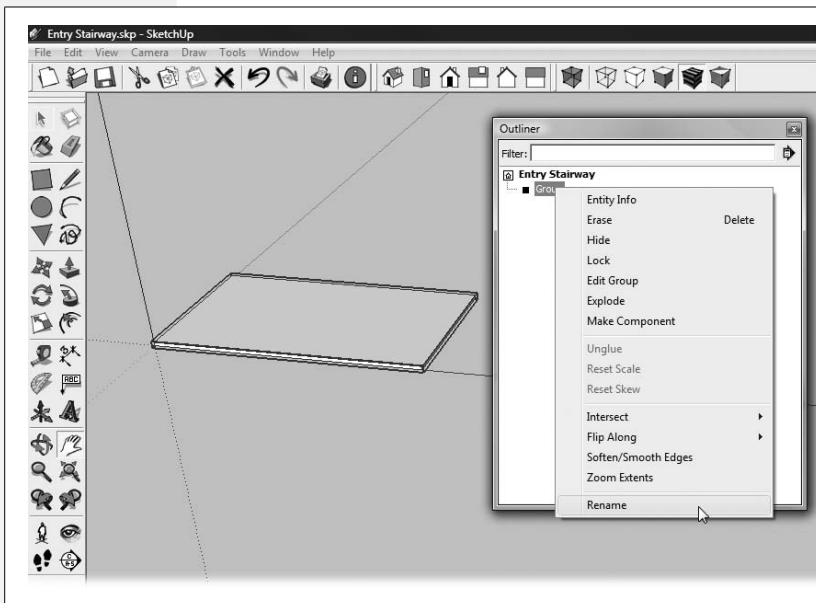 Entry Stairway.skp - SketchUp
File Edit View Camera Draw Tools Window Help
Outliner
Filter:
Entry Stairway
Entity Info
Erase Delete
Hide
Lock
Edit Group
Explode
Make Component
Unglue
Reset Scale
Reset Skew
Intersect
Flip Along
Soften/Smooth Edges
Zoom Extents
Rename
ABC